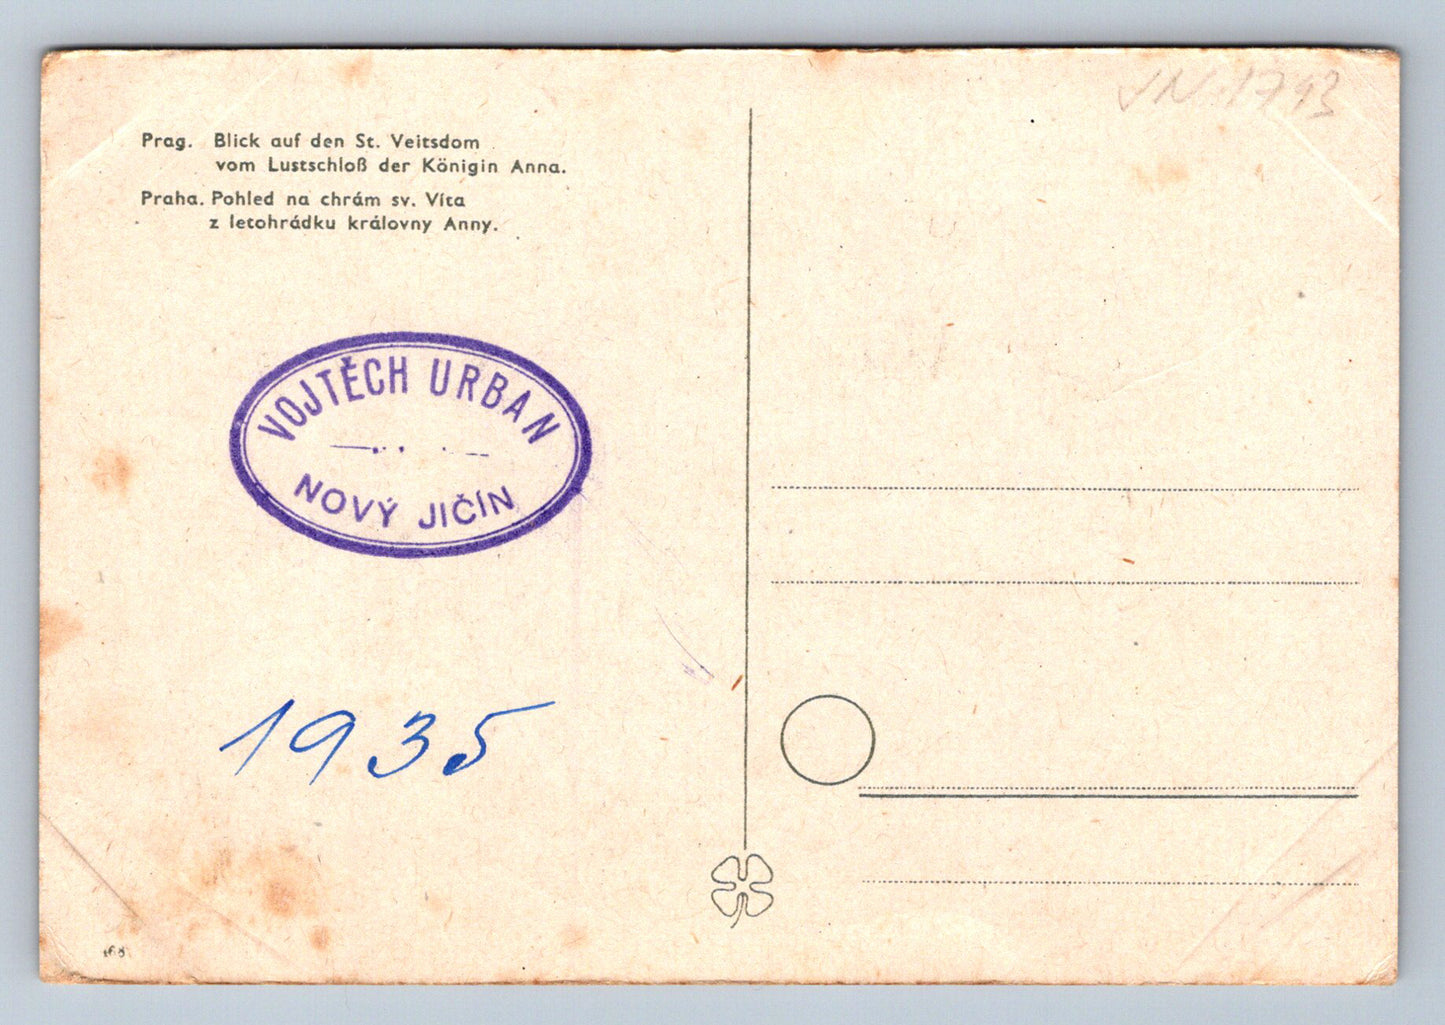 Prag. Blick auf den St. Veitsdom
vom Lustschloß der Königin Anna.
Praha. Pohled na chrám sv. Víta
z letohrádku královny Anny.
VOJTĚCH URBAN
NOVÝ JIČÍN
1935
168